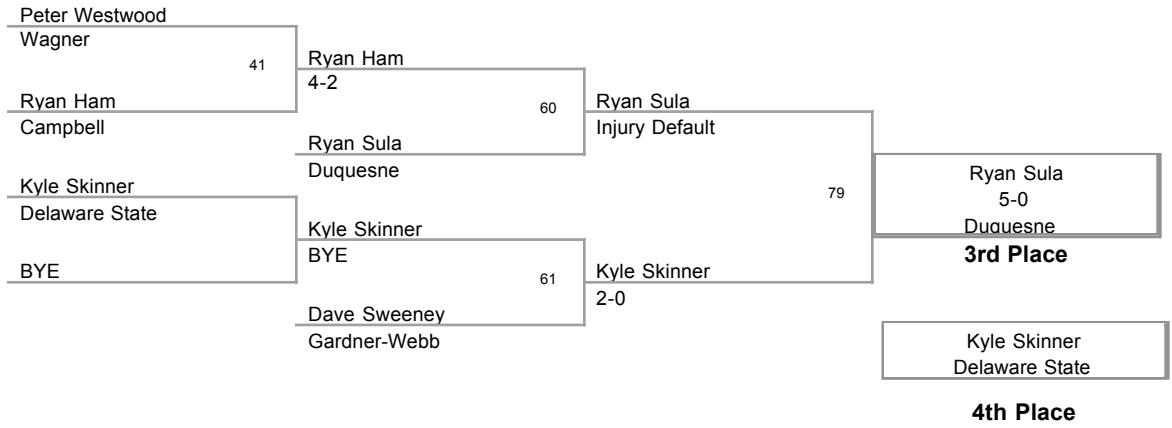 Peter Westwood
Wagner
41
Ryan Ham
4-2
Ryan Ham
Campbell
60
Ryan Sula
Injury Default
Ryan Sula
Duquesne
Kyle Skinner
Delaware State
79
Ryan Sula
5-0
Duquesne
3rd Place
Kyle Skinner
BYE
BYE
61
Kyle Skinner
2-0
Dave Sweeney
Gardner-Webb
Kyle Skinner
Delaware State
4th Place